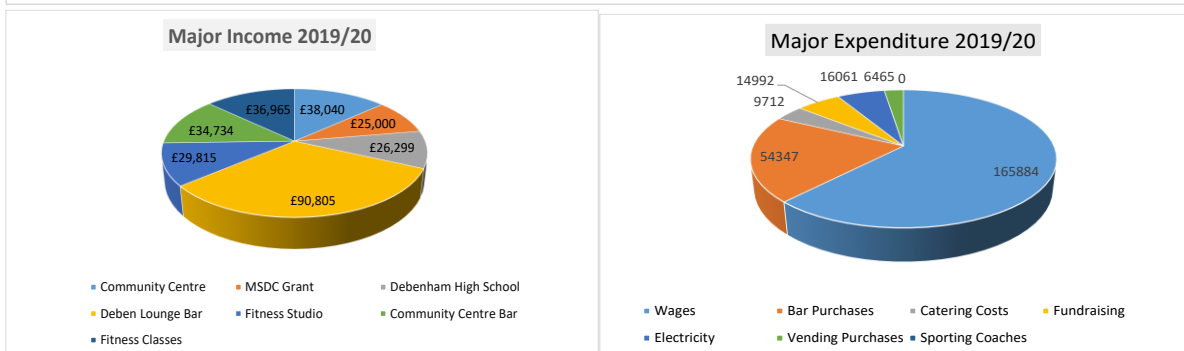 Major Income 2019/20
£36,965
£38,040
£34,734
£25,000
£29,815
£26,299
£90,805
Community Centre
MSDC Grant
Debenham High School
Deben Lounge Bar
Fitness Studio
Community Centre Bar
Fitness Classes
Major Expenditure 2019/20
14992
16061
6465
0
9712
54347
165884
Wages
Bar Purchases
Catering Costs
Fundraising
Electricity
Vending Purchases
Sporting Coaches